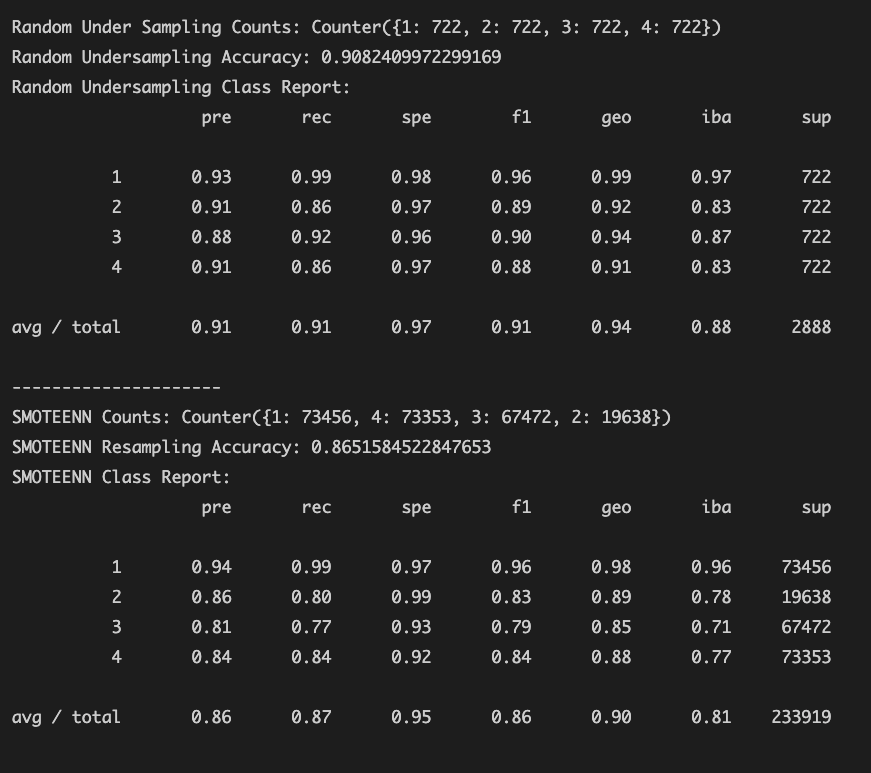 Random Under Sampling Counts: Counter({1: 722, 2: 722, 3: 722, 4: 722})
Random Undersampling Accuracy: 0.9082409972299169
Random Undersampling Class Report:
pre rec spe f1 geo iba sup
1 0.93 0.99 0.98 0.96 0.99 0.97 722
2 0.91 0.86 0.97 0.89 0.92 0.83 722
3 0.88 0.92 0.96 0.90 0.94 0.87 722
4 0.91 0.86 0.97 0.88 0.91 0.83 722
avg / total 0.91 0.91 0.97 0.91 0.94 0.88 2888
---------------------
SMOTEENN Counts: Counter({1: 73456, 4: 73353, 3: 67472, 2: 19638})
SMOTEENN Resampling Accuracy: 0.8651584522847653
SMOTEENN Class Report:
pre rec spe f1 geo iba sup
1 0.94 0.99 0.97 0.96 0.98 0.96 73456
2 0.86 0.80 0.99 0.83 0.89 0.78 19638
3 0.81 0.77 0.93 0.79 0.85 0.71 67472
4 0.84 0.84 0.92 0.84 0.88 0.77 73353
avg / total 0.86 0.87 0.95 0.86 0.90 0.81 233919